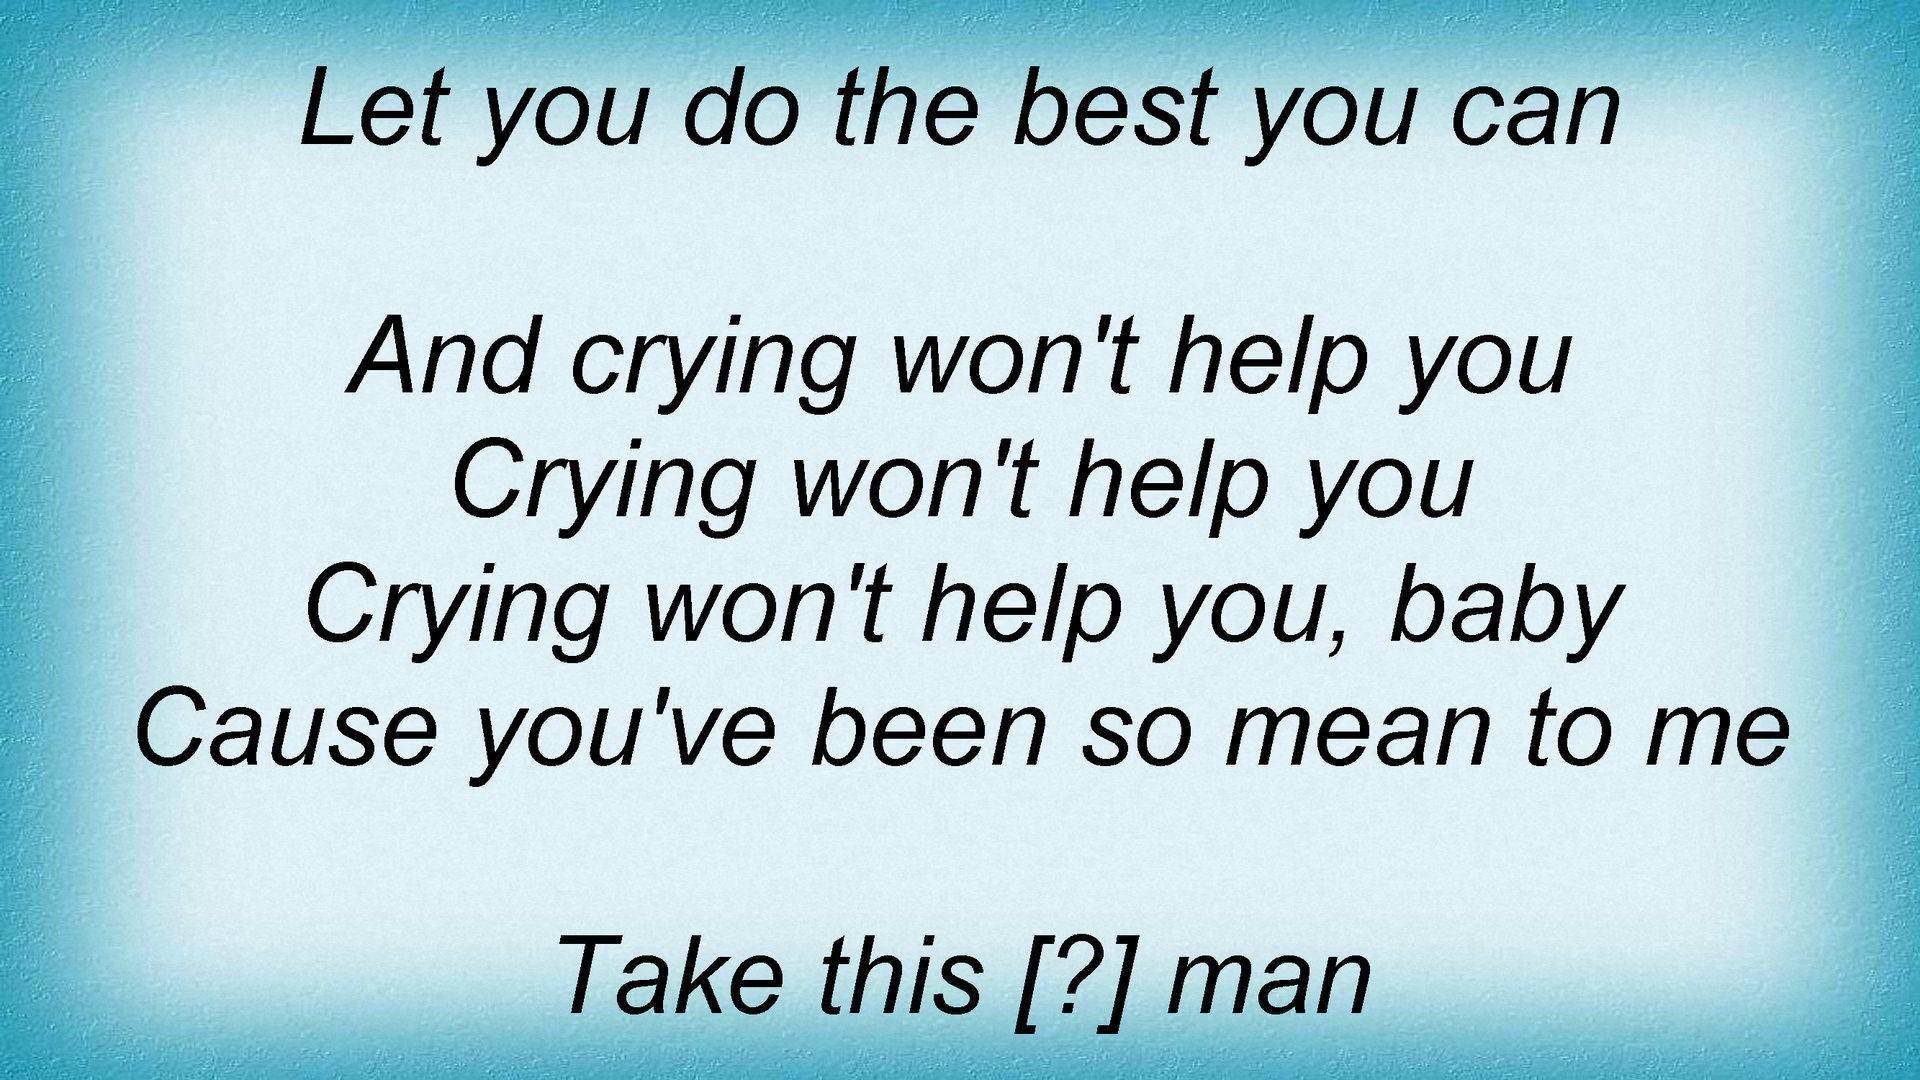 Let you do the best you can
And crying won't help you
Crying won't help you
Crying won't help you, baby
Cause you've been so mean to me
Take this [?] man